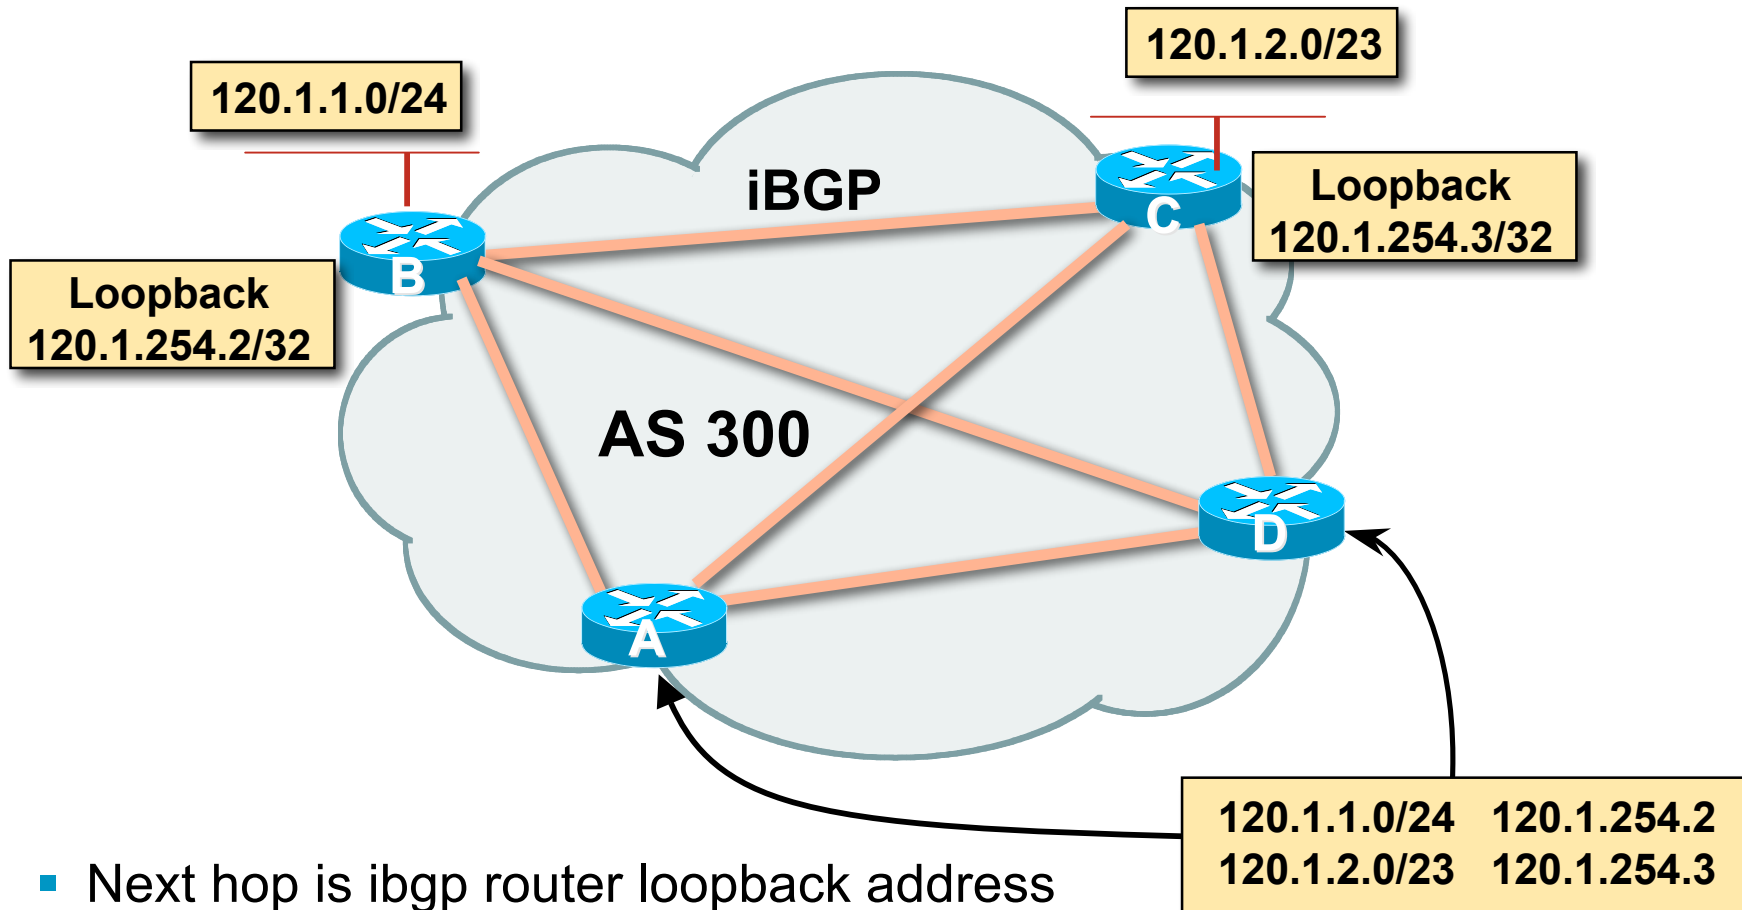 120.1.2.0/23
120.1.1.0/24
iBGP
C
Loopback
120.1.254.3/32
B
Loopback
120.1.254.2/32
AS 300
D
A
120.1.1.0/24 120.1.254.2
120.1.2.0/23 120.1.254.3
Next hop is ibgp router loopback address